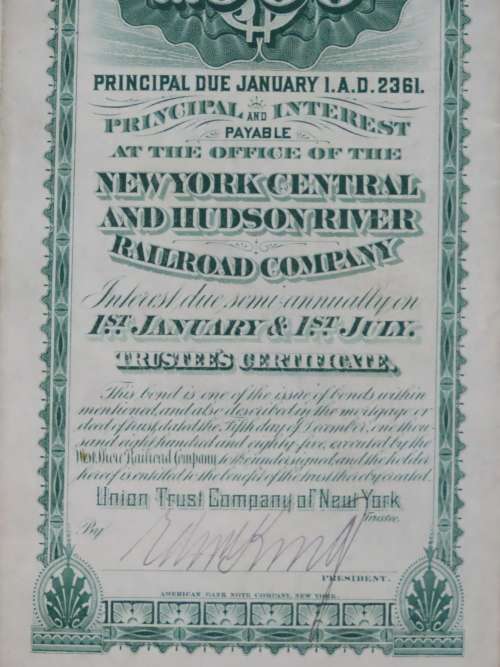 PRINCIPAL DUE JANUARY 1.A.D.2361.
PRINCIPAL AND INTEREST
PAYABLE
AT THE OFFICE OF THE
NEW YORK CENTRAL
AND HUDSON RIVER
RAILROAD COMPANY
Interest due, semi-annually on
1ST JANUARY & 1ST JULY.
TRUSTEE'S CERTIFICATE.
This bond is one of the issue of bonds within
mentioned and also described in the mortgage or
deed of trust, dated the Fifth day of December, one thou
sand eight hundred and eighty-five, executed by the
West Shore Railroad Company to the undersigned, and the holder
hereof is entitled to the benefit of the trust thereby created.
Union Trust Company of New York
Trustee.
By
PRESIDENT.
AMERICAN BANK NOTE COMPANY, NEW YORK.